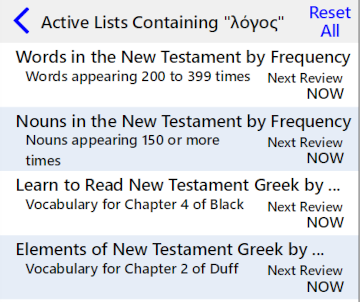 Active Lists Containing "λόγος"
Reset
All
Words in the New Testament by Frequency
Words appearing 200 to 399 times
Next Review
NOW
Nouns in the New Testament by Frequency
Nouns appearing 150 or more
times
Next Review
NOW
Learn to Read New Testament Greek by ...
Vocabulary for Chapter 4 of Black
Next Review
NOW
Elements of New Testament Greek by ...
Vocabulary for Chapter 2 of Duff
Next Review
NOW